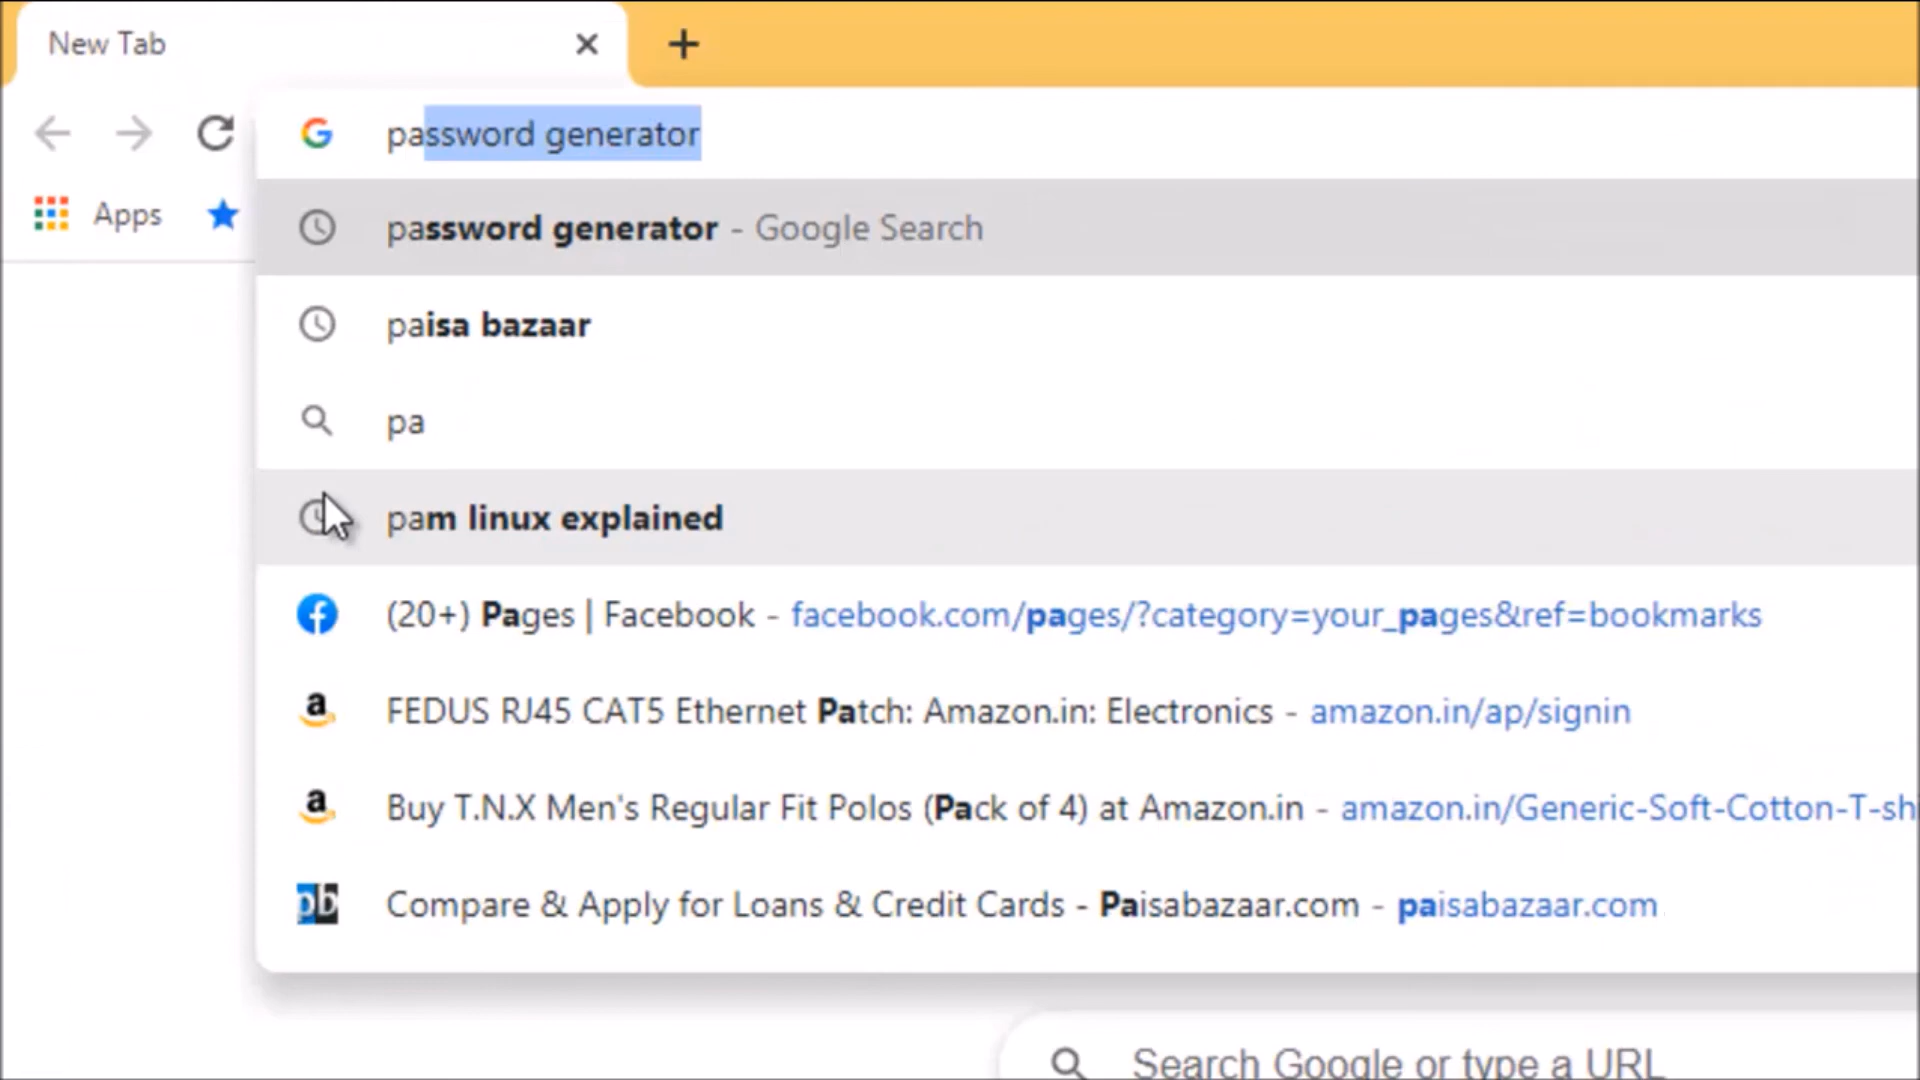 New Tab
password generator
Apps
password generator - Google Search
paisa bazaar
pa
pam linux explained
(20+) Pages | Facebook - facebook.com/pages/?category=your_pages&ref=bookmarks
FEDUS RJ45 CAT5 Ethernet Patch: Amazon.in: Electronics - amazon.in/ap/signin
Buy T.N.X Men's Regular Fit Polos (Pack of 4) at Amazon.in - amazon.in/Generic-Soft-Cotton-T-shi
pb Compare & Apply for Loans & Credit Cards - Paisabazaar.com - paisabazaar.com
Search Google or type a URL